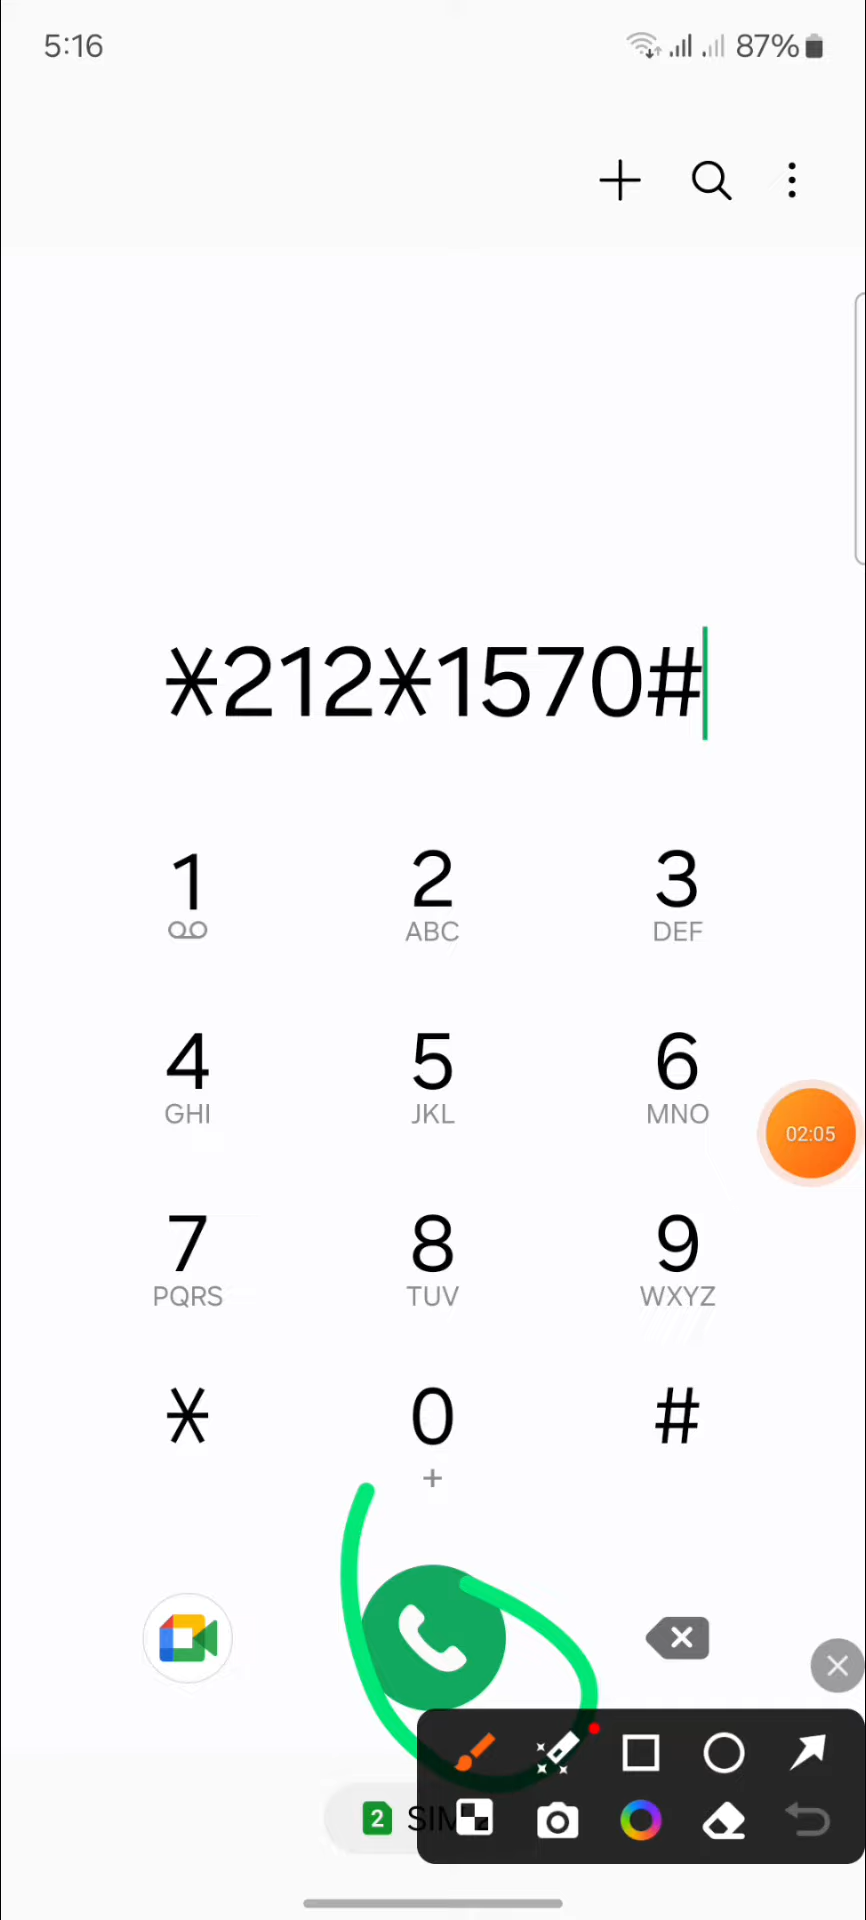 5:16
87%
*212*1570#
1 2 3
ABC DEF
4 5 6
GHI JKL MNO
02:05
7 8 9
PQRS TUV WXYZ
* 0 #
+
2